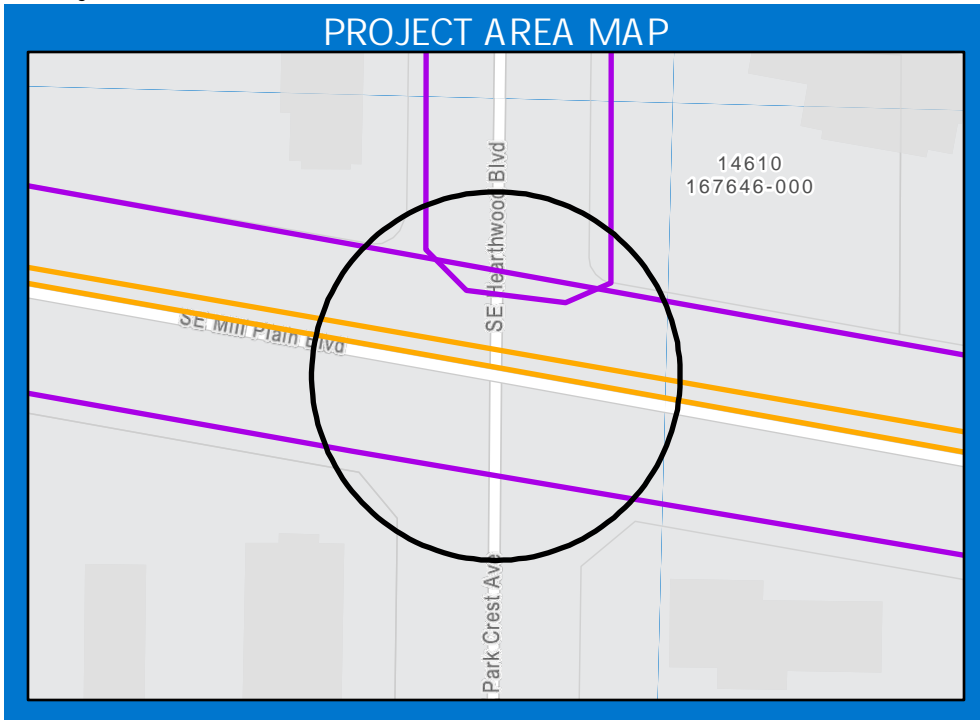 PROJECT AREA MAP
SE Hearthwood Blvd
14610
167646-000
SE Mill Plain Blvd
Park Crest Ave